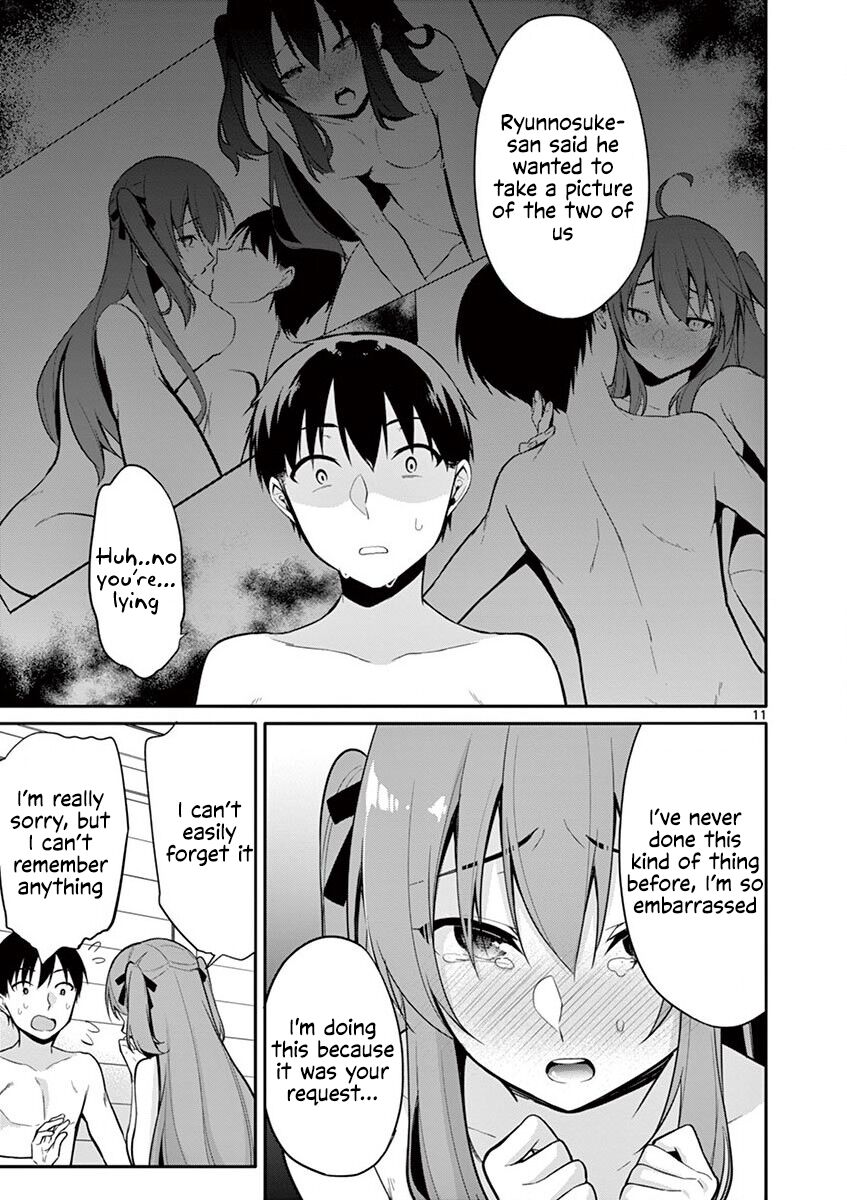 Ryunnosuke-
san said he
wanted to
take a picture
of the two of
us
Huh..no
you're...
lying
11
I've never
done this
kind of thing
before, I'm so
embarrassed
I'm doing
this because
it was your
request...
I can't
easily
forget it
I'm really
sorry, but
I can't
remember
anything